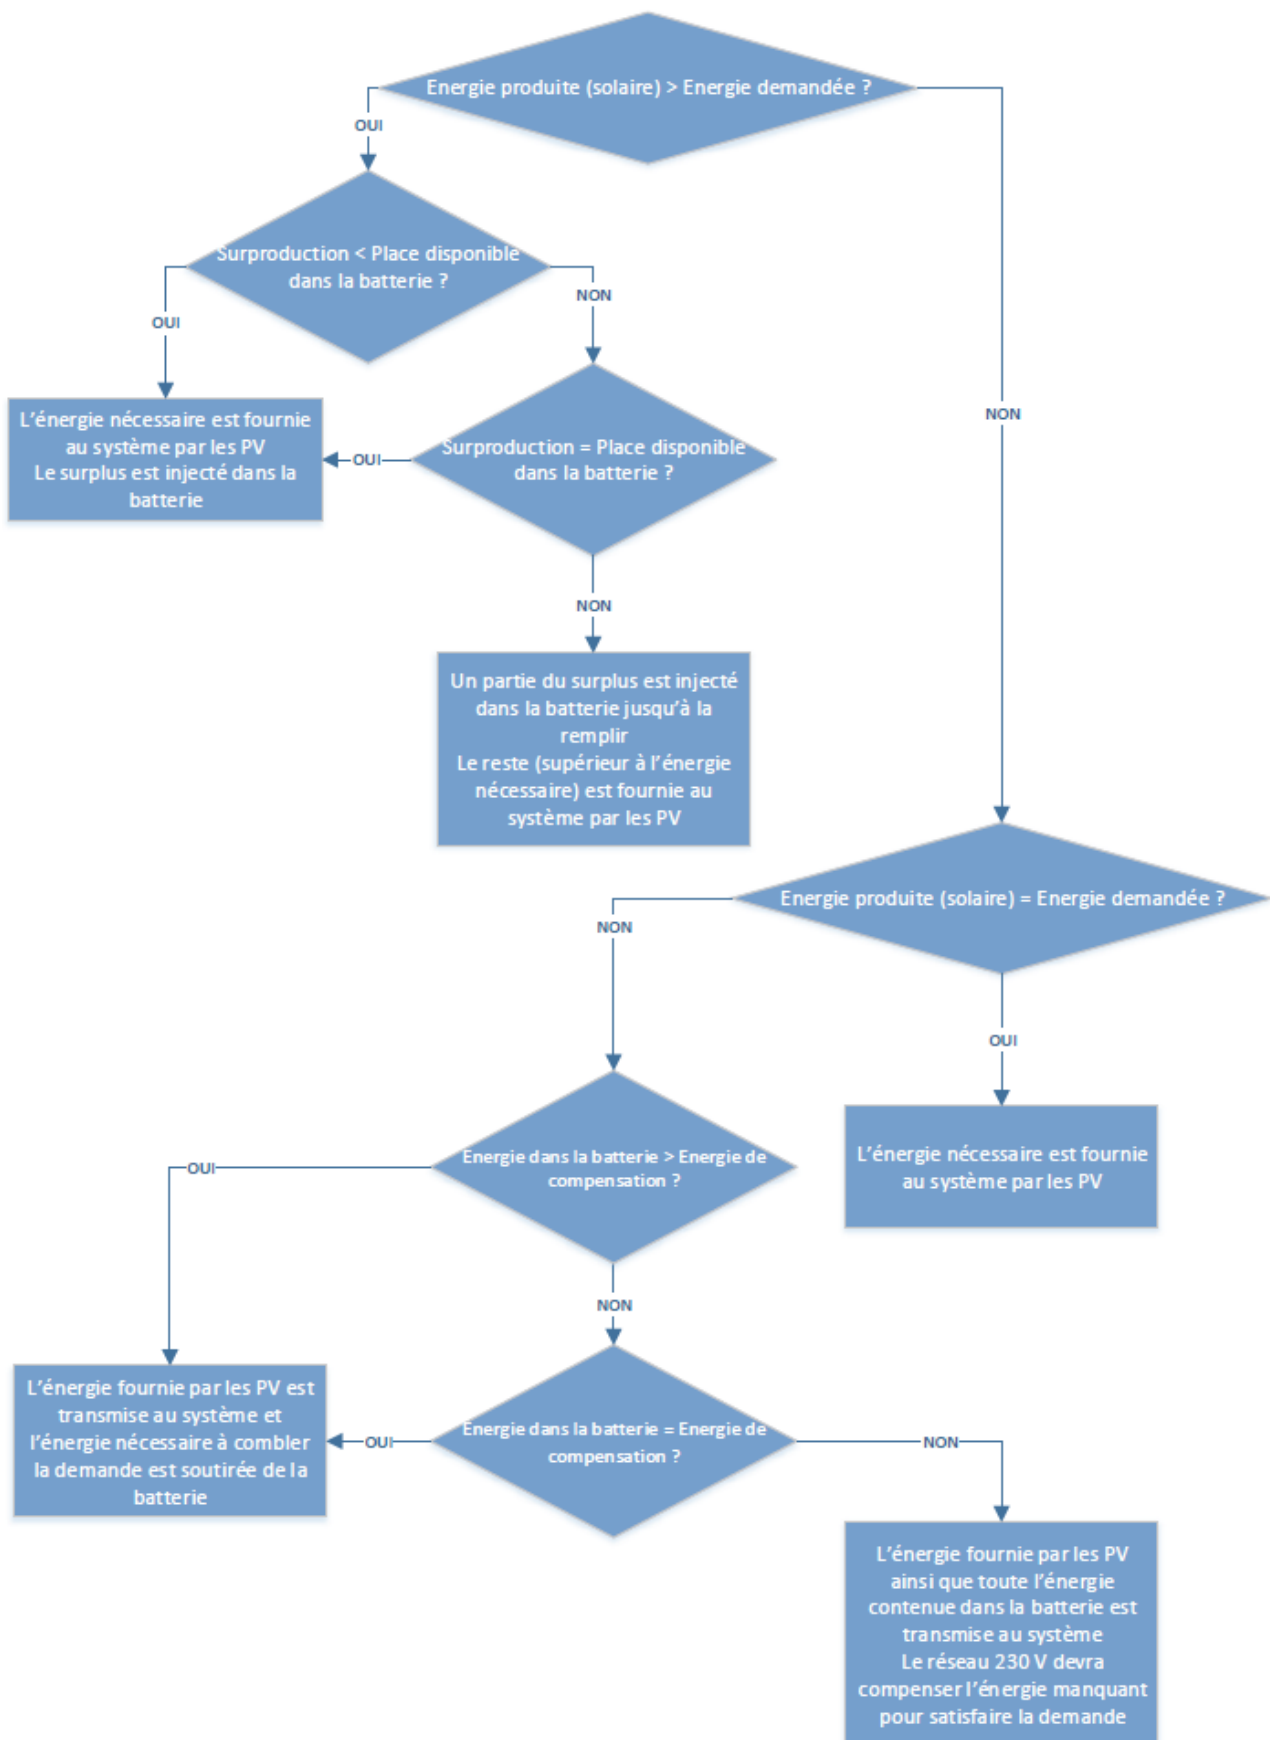 Energie produite (solaire) > Energie demandée ?
OUI
Surproduction < Place disponible
dans la batterie ?
OUI
NON
NON
L'énergie nécessaire est fournie
au système par les PV
Le surplus est injecté dans la
batterie
OUI
Surproduction = Place disponible
dans la batterie ?
NON
Un partie du surplus est injecté
dans la batterie jusqu'à la
remplir
Le reste (supérieur à l'énergie
nécessaire) est fournie au
système par les PV
Energie produite (solaire) = Energie demandée ?
NON
OUI
Energie dans la batterie > Energie de
compensation ?
OUI
L'énergie nécessaire est fournie
au système par les PV
NON
L'énergie fournie par les PV est
transmise au système et
l'énergie nécessaire à combler
la demande est soutirée de la
batterie
OUI
Energie dans la batterie = Energie de
compensation ?
NON
L'énergie fournie par les PV
ainsi que toute l'énergie
contenue dans la batterie est
transmise au système
Le réseau 230 V devra
compenser l'énergie manquant
pour satisfaire la demande